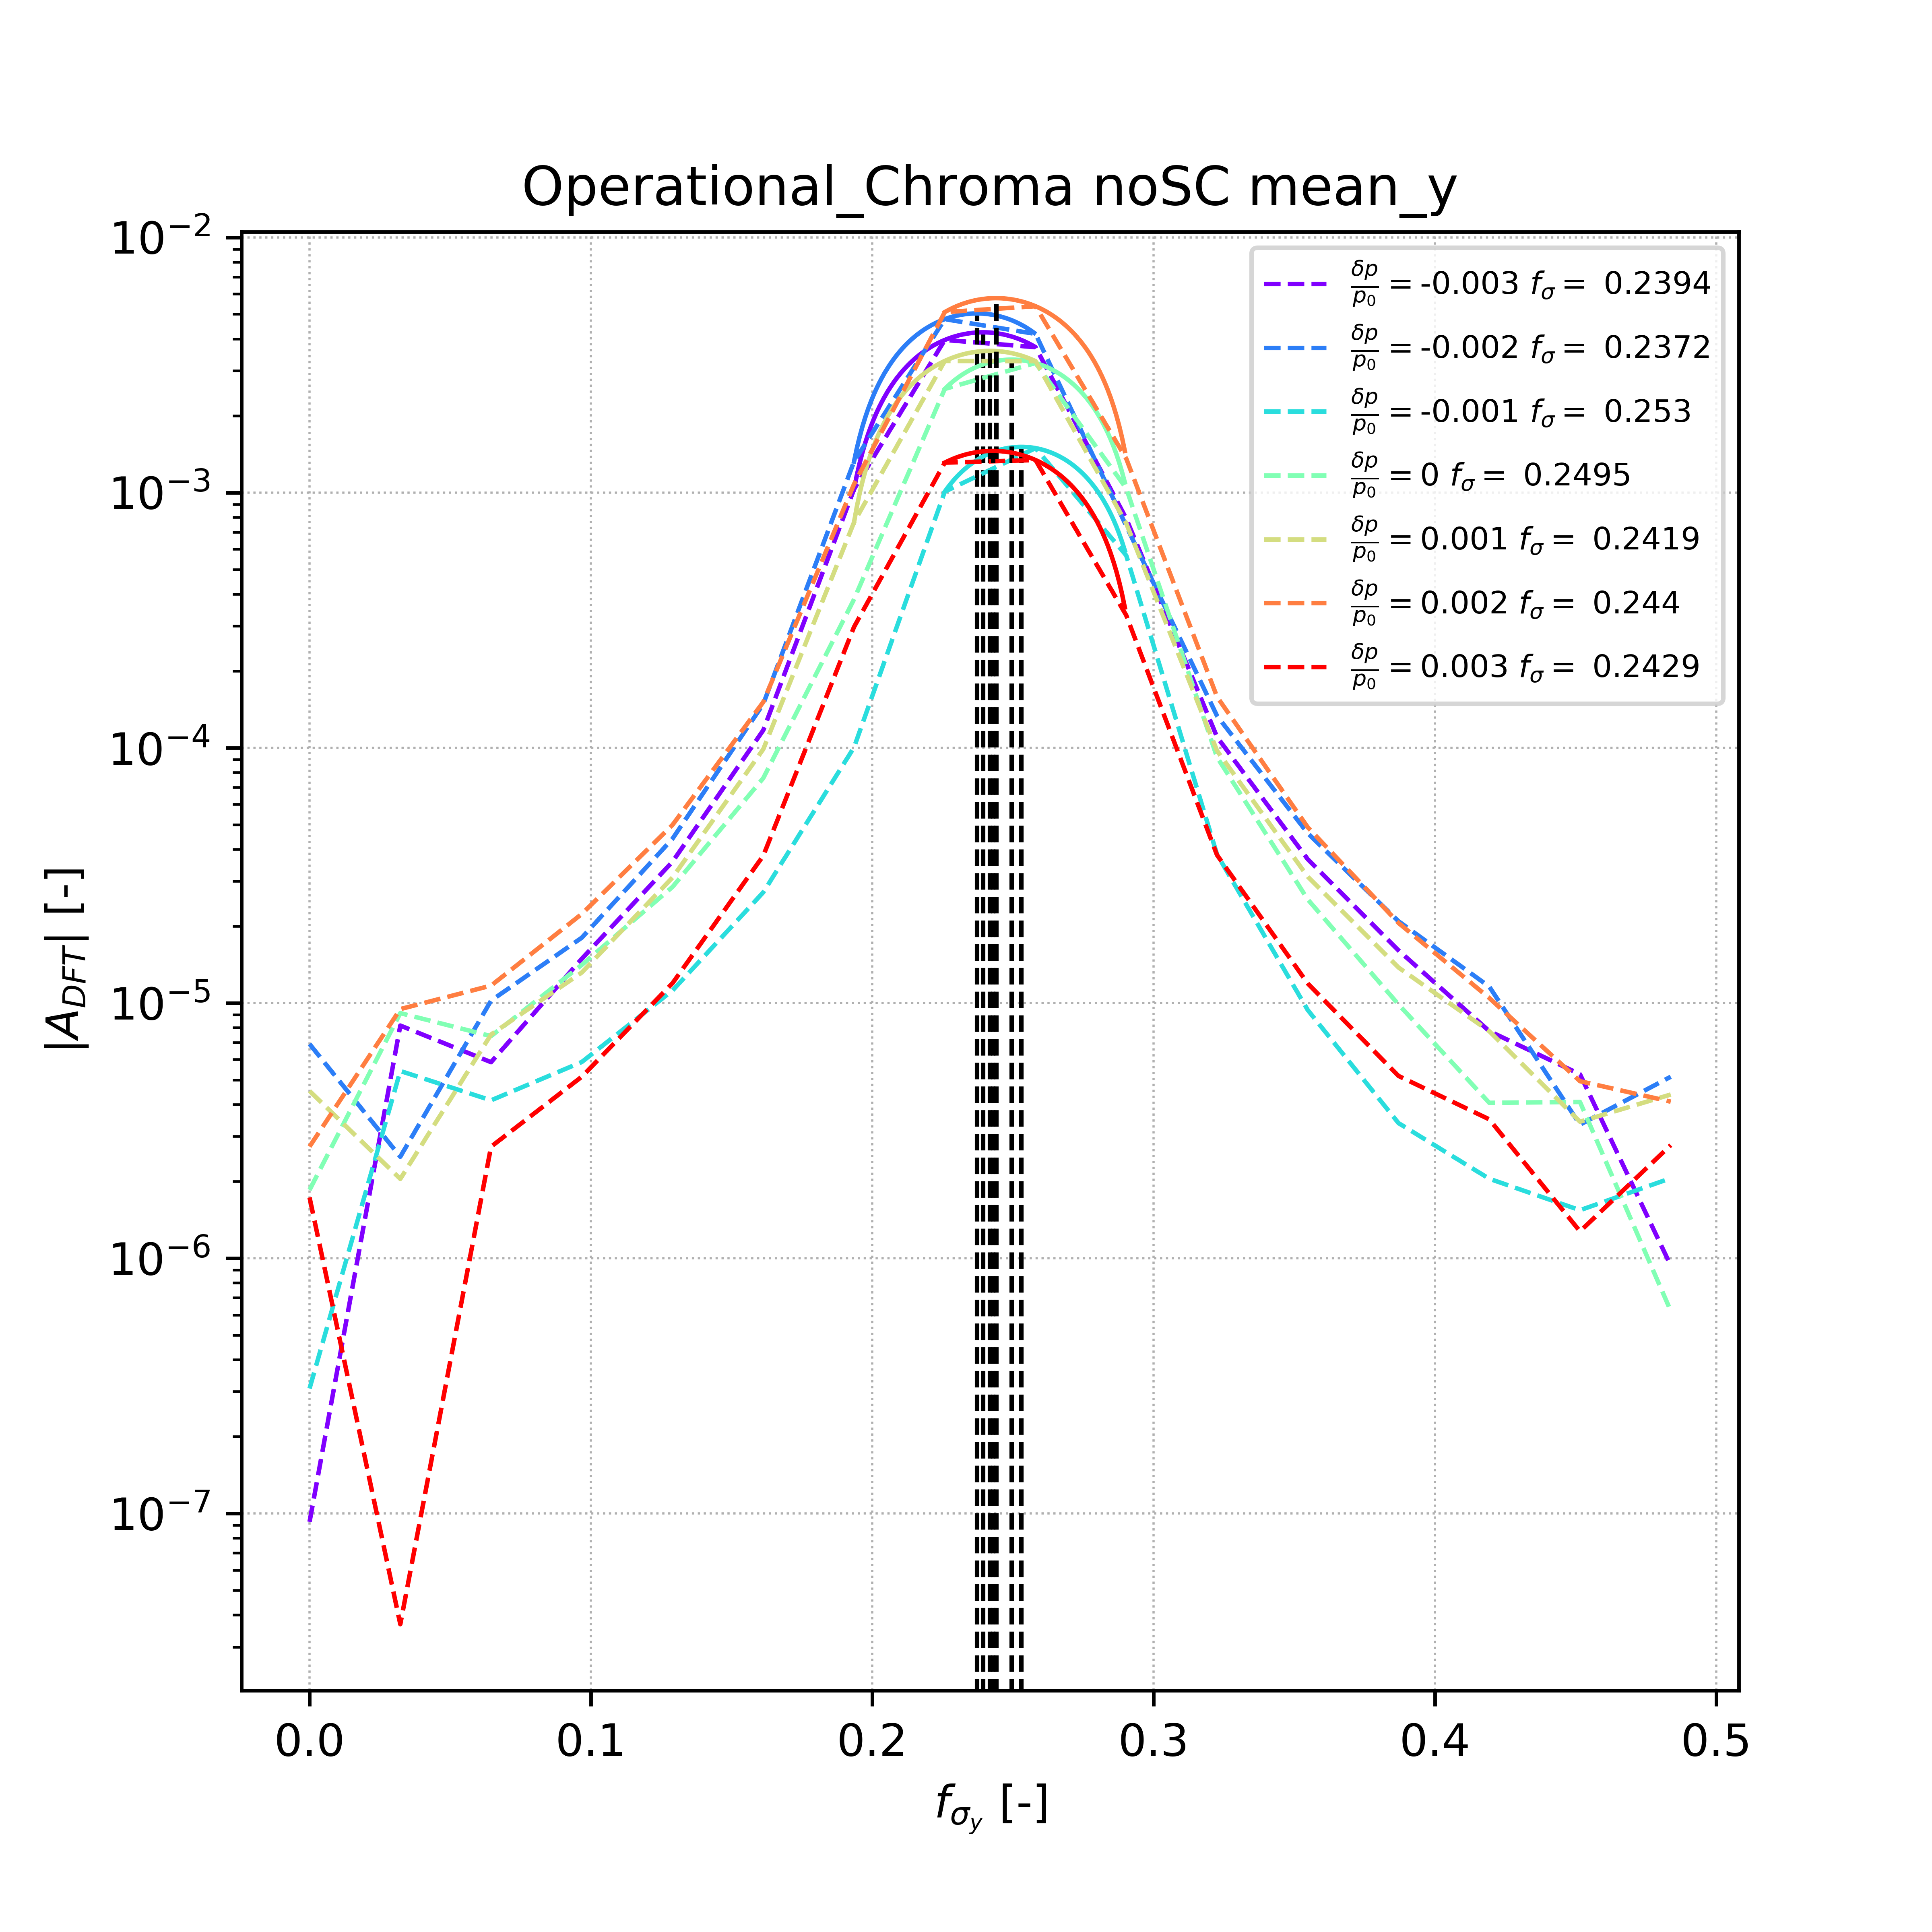 Operational_Chroma noSC mean_y
10⁻²
10⁻³
10⁻⁴
10⁻⁵
10⁻⁶
10⁻⁷
|A_DFT| [-]
δp/p₀ = -0.003 f_σ = 0.2394
δp/p₀ = -0.002 f_σ = 0.2372
δp/p₀ = -0.001 f_σ = 0.253
δp/p₀ = 0 f_σ = 0.2495
δp/p₀ = 0.001 f_σ = 0.2419
δp/p₀ = 0.002 f_σ = 0.244
δp/p₀ = 0.003 f_σ = 0.2429
0.0 0.1 0.2 0.3 0.4 0.5
f_σ_y [-]